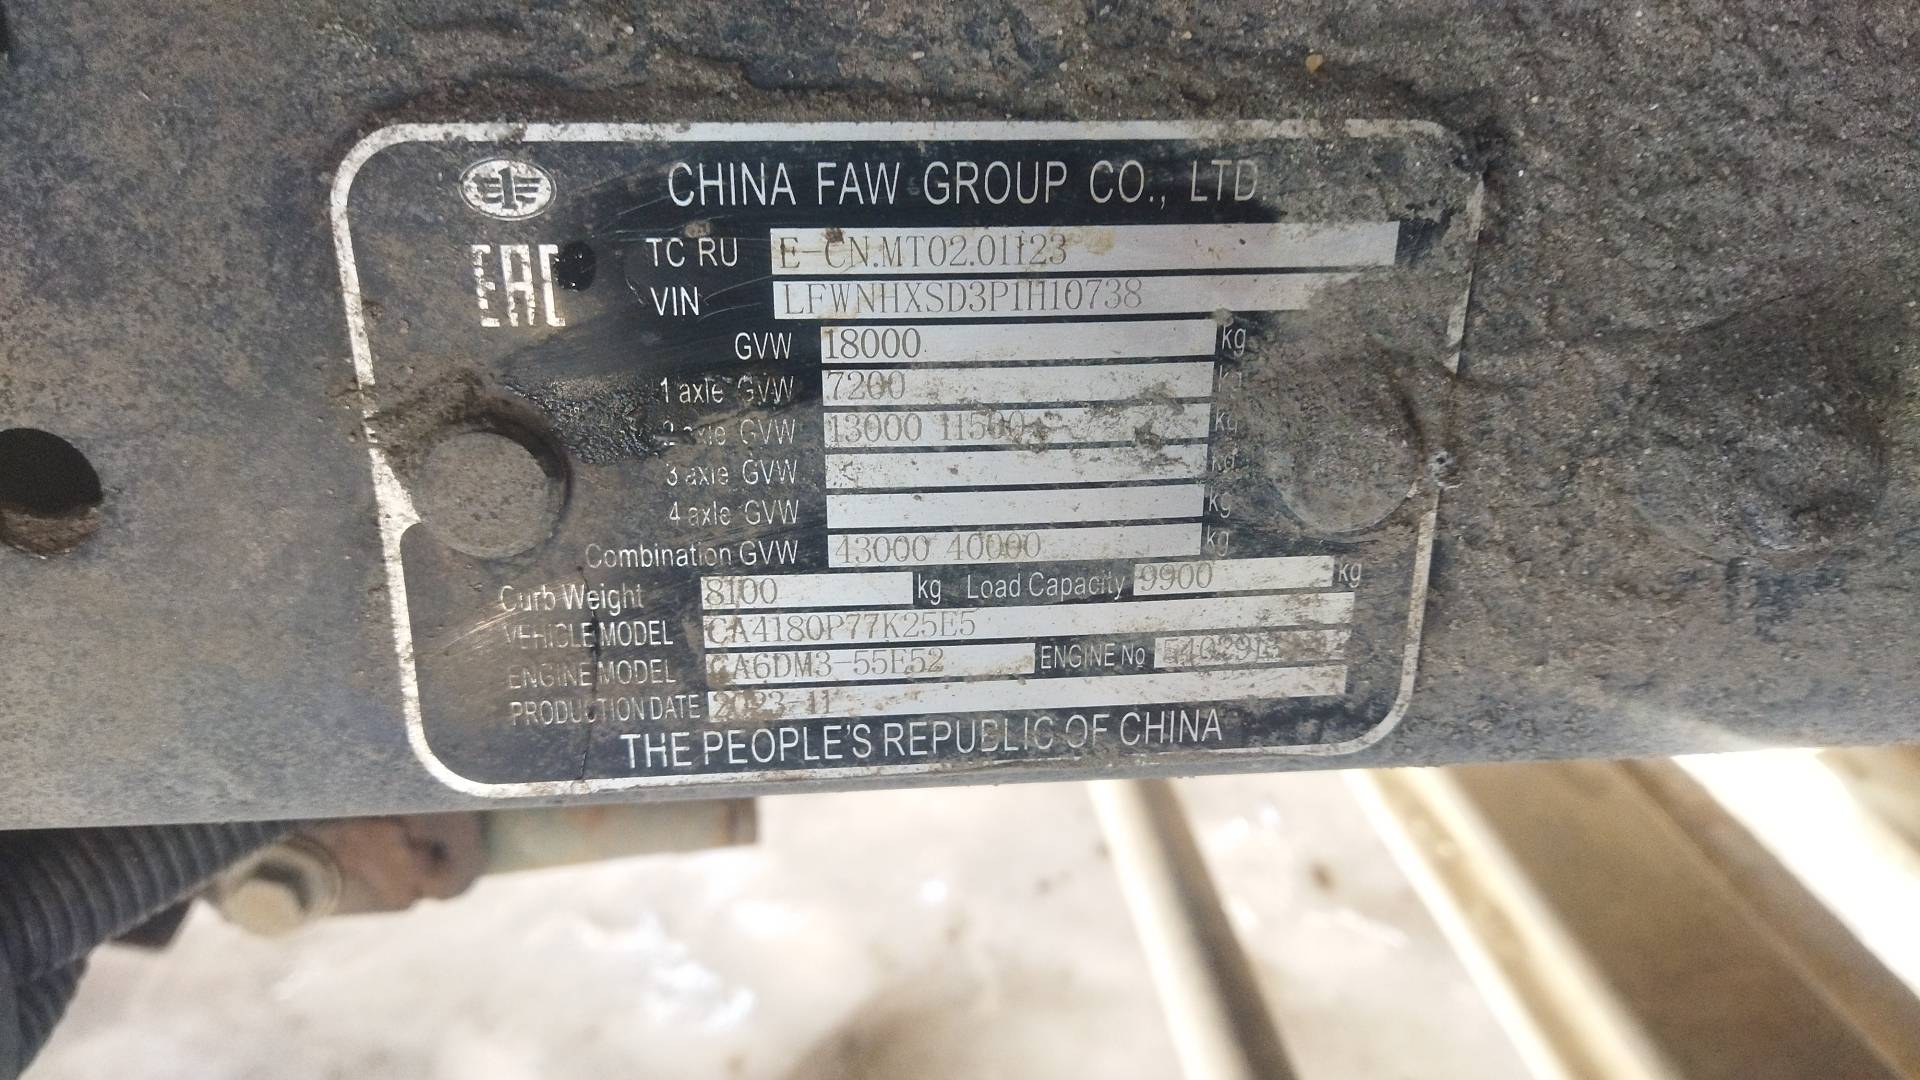 CHINA FAW GROUP CO., LTD
EAC TC RU E-CN.MT02.01123
VIN LFWNHXSD3P1H10738
GVW 18000 kg
1 axle GVW 7200 kg
2 axle GVW 13000 11500 kg
3 axle GVW kg
4 axle GVW kg
Combination GVW 43000 40000 kg
Curb Weight 8100 kg Load Capacity 9900 kg
VEHICLE MODEL CA4180P77K25E5
ENGINE MODEL CA6DM3-55E52 ENGINE No
PRODUCTION DATE 2023-11
THE PEOPLE'S REPUBLIC OF CHINA